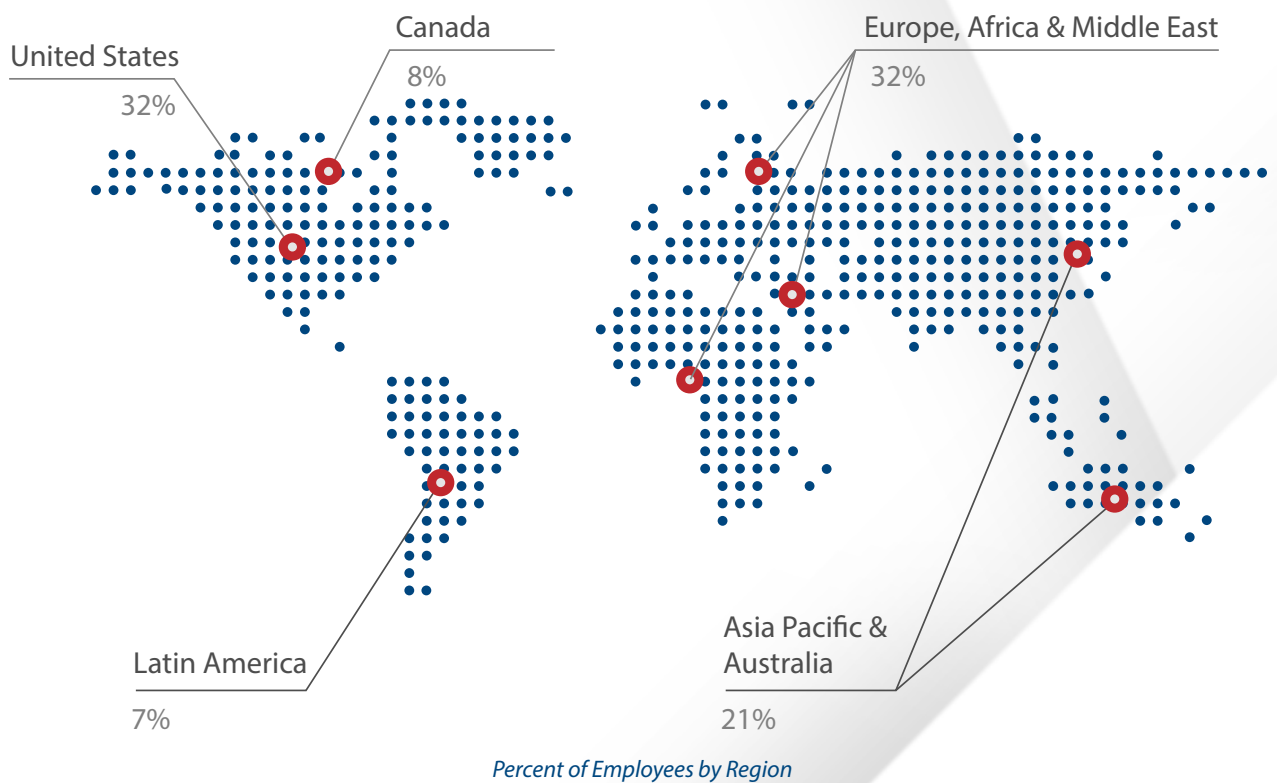 Canada
8%
United States
32%
Europe, Africa & Middle East
32%
Latin America
7%
Asia Pacific &
Australia
21%
Percent of Employees by Region